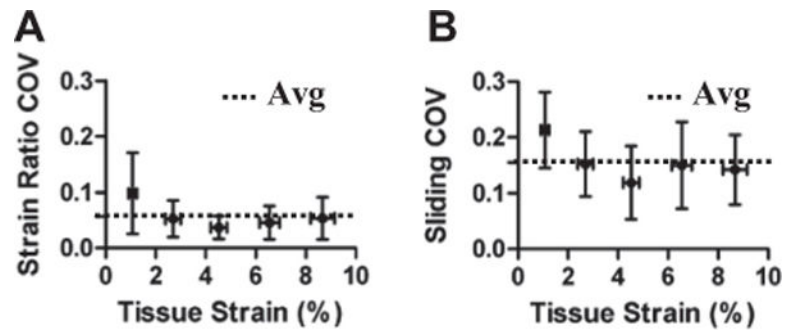 A
Strain Ratio COV
0.3
0.2
0.1
0.0
Avg
0 2 4 6 8 10
Tissue Strain (%)
B
Sliding COV
0.3
0.2
0.1
0.0
Avg
0 2 4 6 8 10
Tissue Strain (%)